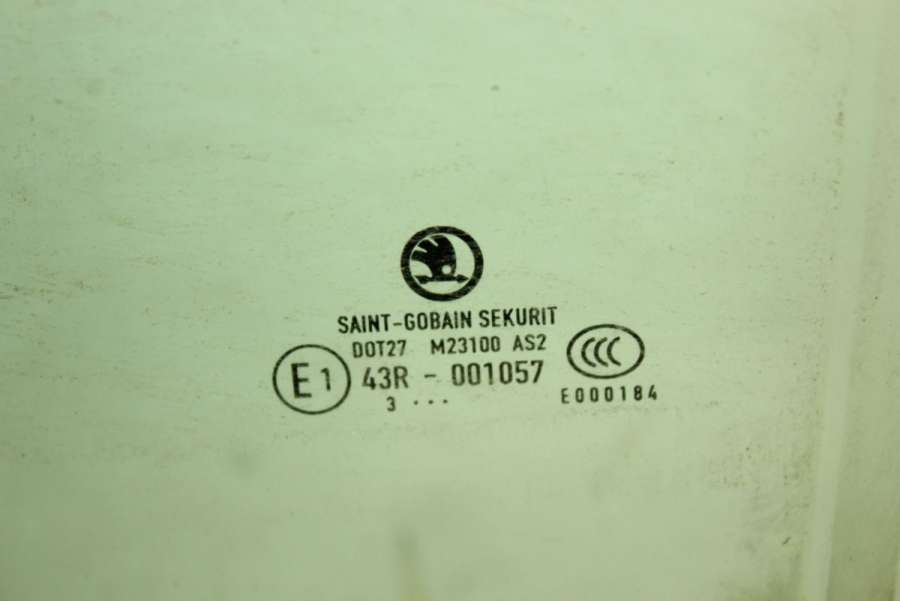 SAINT-GOBAIN SEKURIT
DOT27 M23100 AS2
E1 43R - 001057
3 ...
CCC
E000184